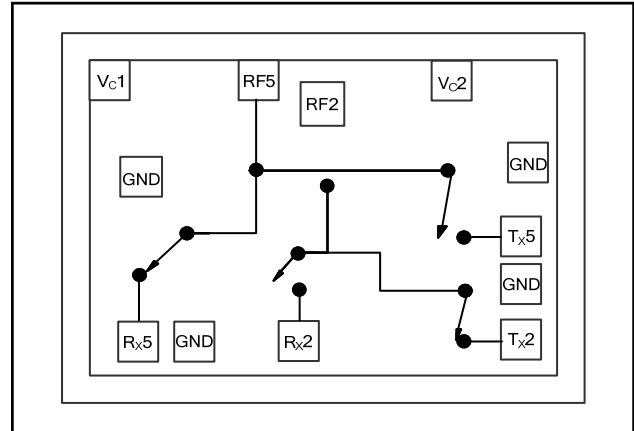 VC1
RF5
RF2
VC2
GND
GND
TX5
GND
RX5
GND
RX2
TX2